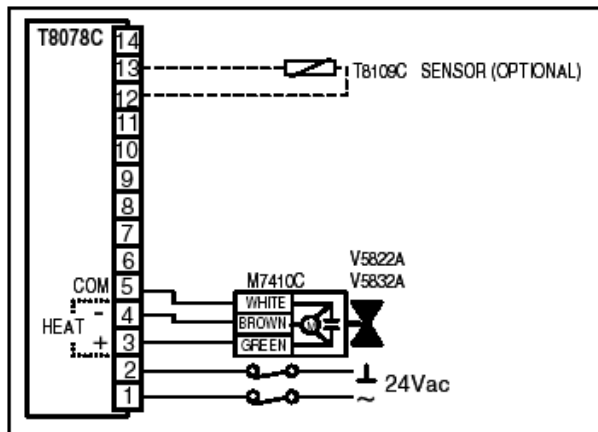 T8078C
14
13
12
11
10
9
8
7
6
5
4
3
2
1
T8109C SENSOR (OPTIONAL)
COM
-
HEAT
+
M7410C
WHITE
BROWN
GREEN
M
V5822A
V5832A
24Vac
~